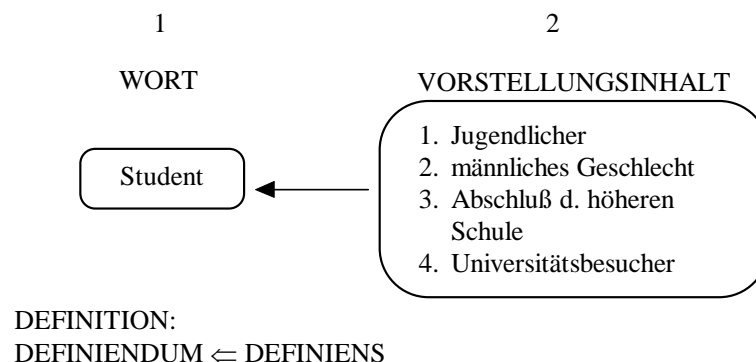 1 2
WORT VORSTELLUNGSINHALT
Student
1. Jugendlicher
2. männliches Geschlecht
3. Abschluß d. höheren
Schule
4. Universitätsbesucher
DEFINITION:
DEFINIENDUM ⇐ DEFINIENS